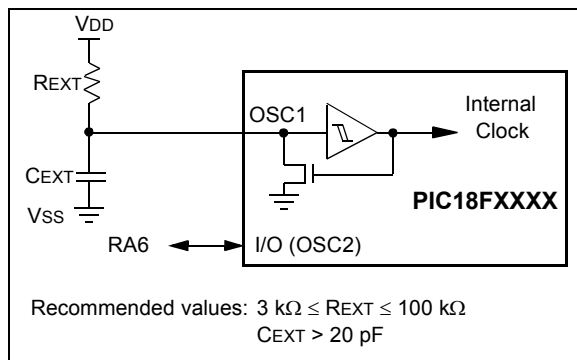 VDD
REXT
OSC1
Internal
Clock
CEXT
PIC18FXXXX
VSS
RA6
I/O (OSC2)
Recommended values: 3 kΩ ≤ REXT ≤ 100 kΩ
CEXT > 20 pF